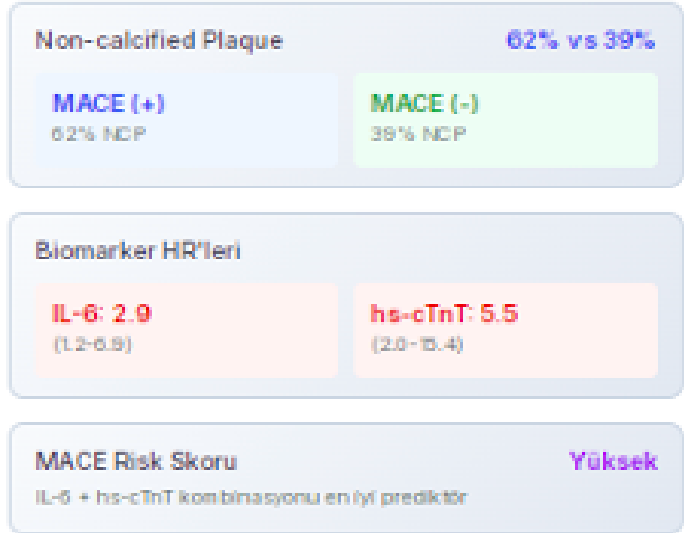 Non-calcified Plaque 62% vs 39%
MACE (+) MACE (-)
62% NCP 39% NCP
Biomarker HR'leri
IL-6: 2.9 hs-cTnT: 5.5
(1.2-6.9) (2.0-15.4)
MACE Risk Skoru Yüksek
IL-6 + hs-cTnT kombinasyonu en iyi prediktör